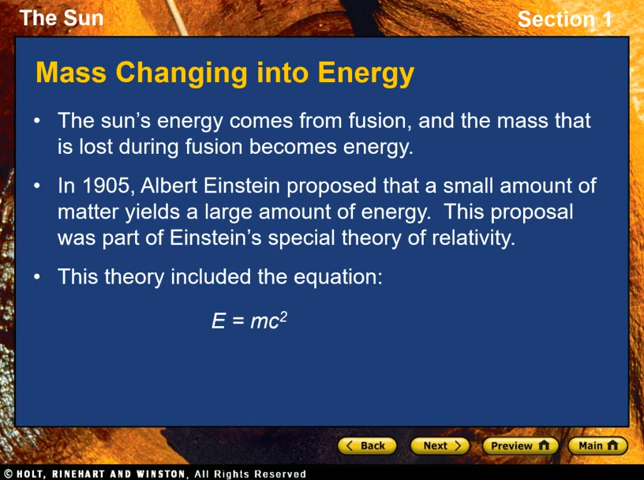 The Sun
Section 1
Mass Changing into Energy
• The sun’s energy comes from fusion, and the mass that
is lost during fusion becomes energy.
• In 1905, Albert Einstein proposed that a small amount of
matter yields a large amount of energy.  This proposal
was part of Einstein’s special theory of relativity.
• This theory included the equation:
E = mc²
< Back
Next >
Preview
Main
© HOLT, RINEHART AND WINSTON, All Rights Reserved